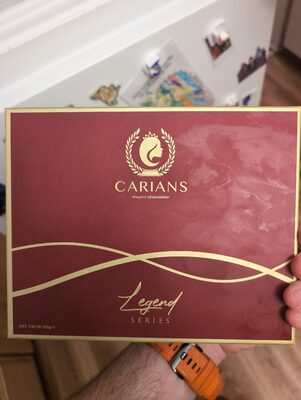 CARIANS
elegant chocolatier
Legend
SERIES